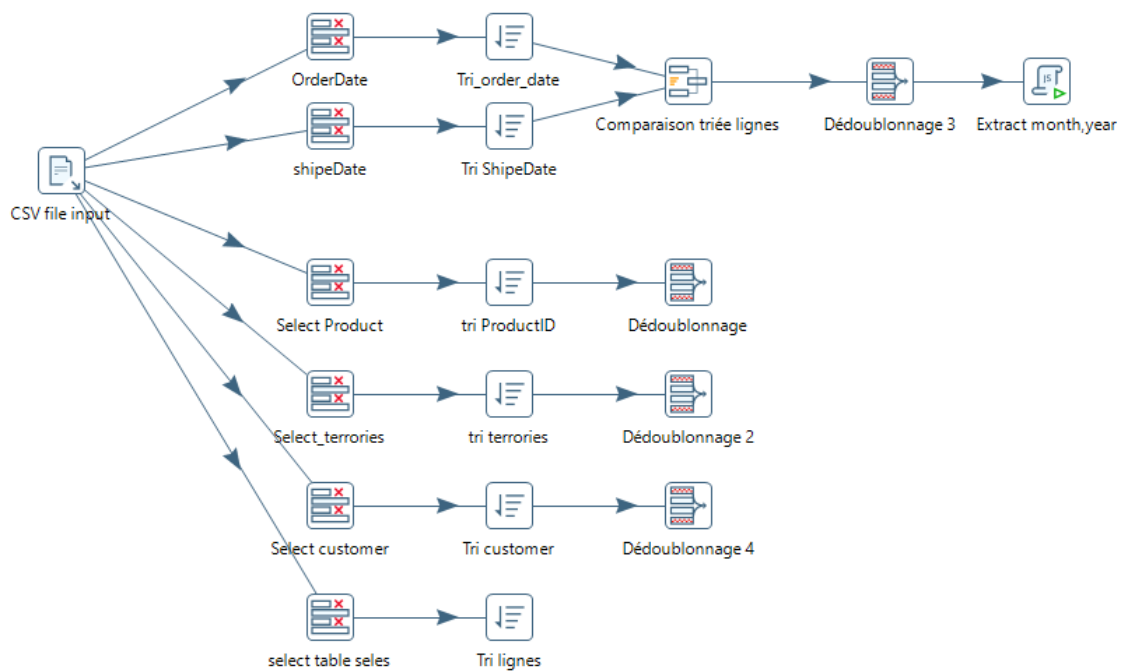 OrderDate
Tri_order_date
Comparaison triée lignes
Dédoublonnage 3
JS
Extract month,year
shipeDate
Tri ShipeDate
CSV file input
Select Product
tri ProductID
Dédoublonnage
Select_terrories
tri terrories
Dédoublonnage 2
Select customer
Tri customer
Dédoublonnage 4
select table seles
Tri lignes